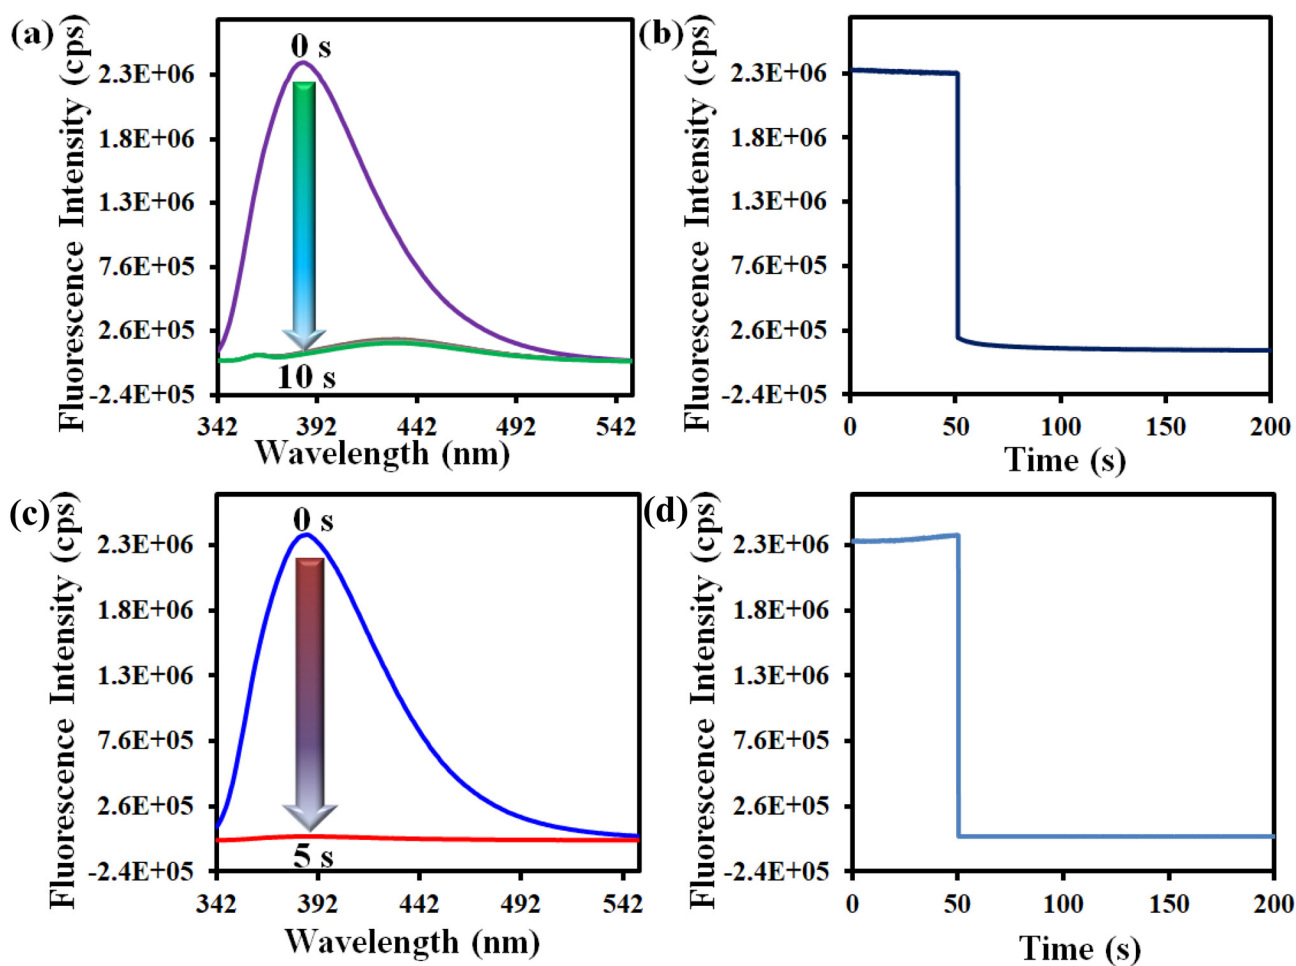 (a)
Fluorescence Intensity (cps)
2.3E+06
1.8E+06
1.3E+06
7.6E+05
2.6E+05
-2.4E+05
0 s
10 s
342 392 442 492 542
Wavelength (nm)
(b)
Fluorescence Intensity (cps)
2.3E+06
1.8E+06
1.3E+06
7.6E+05
2.6E+05
-2.4E+05
0 50 100 150 200
Time (s)
(c)
Fluorescence Intensity (cps)
2.3E+06
1.8E+06
1.3E+06
7.6E+05
2.6E+05
-2.4E+05
0 s
5 s
342 392 442 492 542
Wavelength (nm)
(d)
Fluorescence Intensity (cps)
2.3E+06
1.8E+06
1.3E+06
7.6E+05
2.6E+05
-2.4E+05
0 50 100 150 200
Time (s)